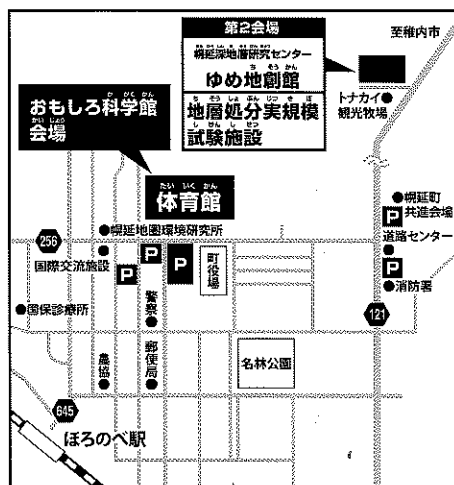 第2会場
幌延深地層研究センター
ゆめ地創館
地層処分実規模
試験施設
至稚内市
トナカイ
観光牧場
おもしろ科学館
会場
体育館
幌延町
共進会場
P
道路センター
P
消防署
幌延地圏環境研究所
256
国際交流施設
P
P
P
町役場
121
国保診療所
警察
農協
郵便局
名林公園
645
ほろのべ駅